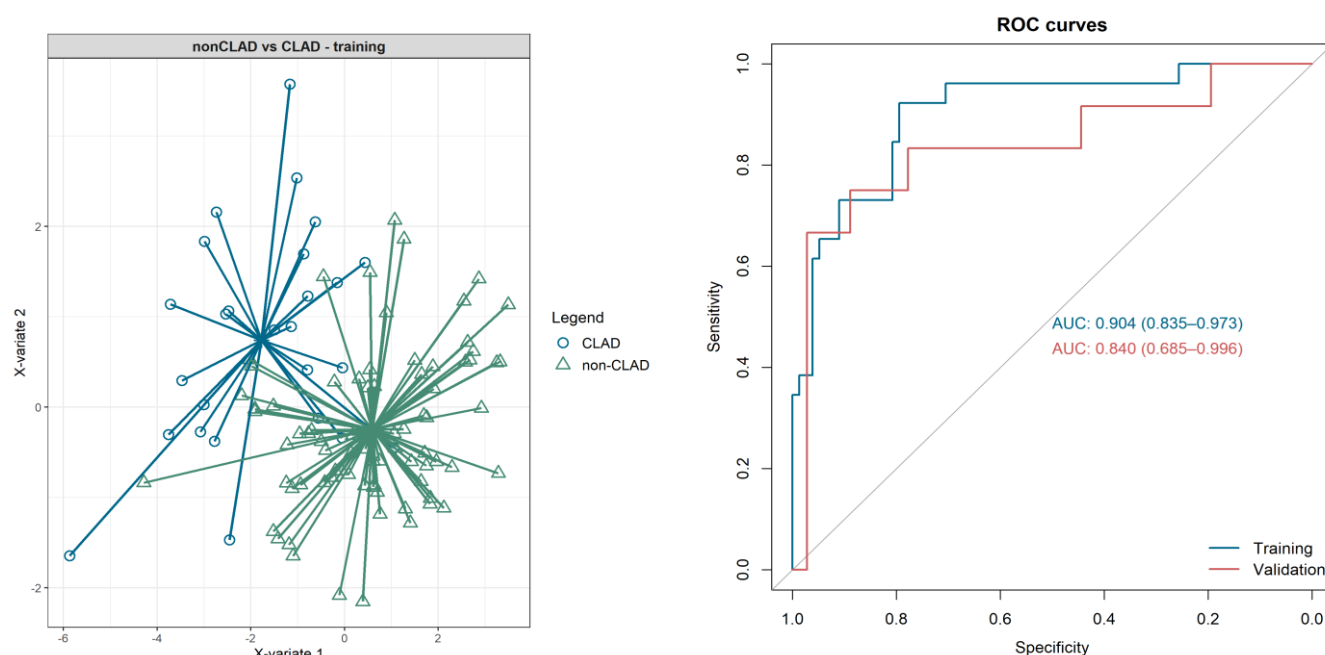 nonCLAD vs CLAD - training
X-variate 2
2
0
-2
-6
-4
-2
0
2
X-variate 1
Legend
CLAD
non-CLAD
ROC curves
Sensitivity
1.0
0.8
0.6
0.4
0.2
0.0
AUC: 0.904 (0.835–0.973)
AUC: 0.840 (0.685–0.996)
Training
Validation
1.0
0.8
0.6
0.4
0.2
0.0
Specificity